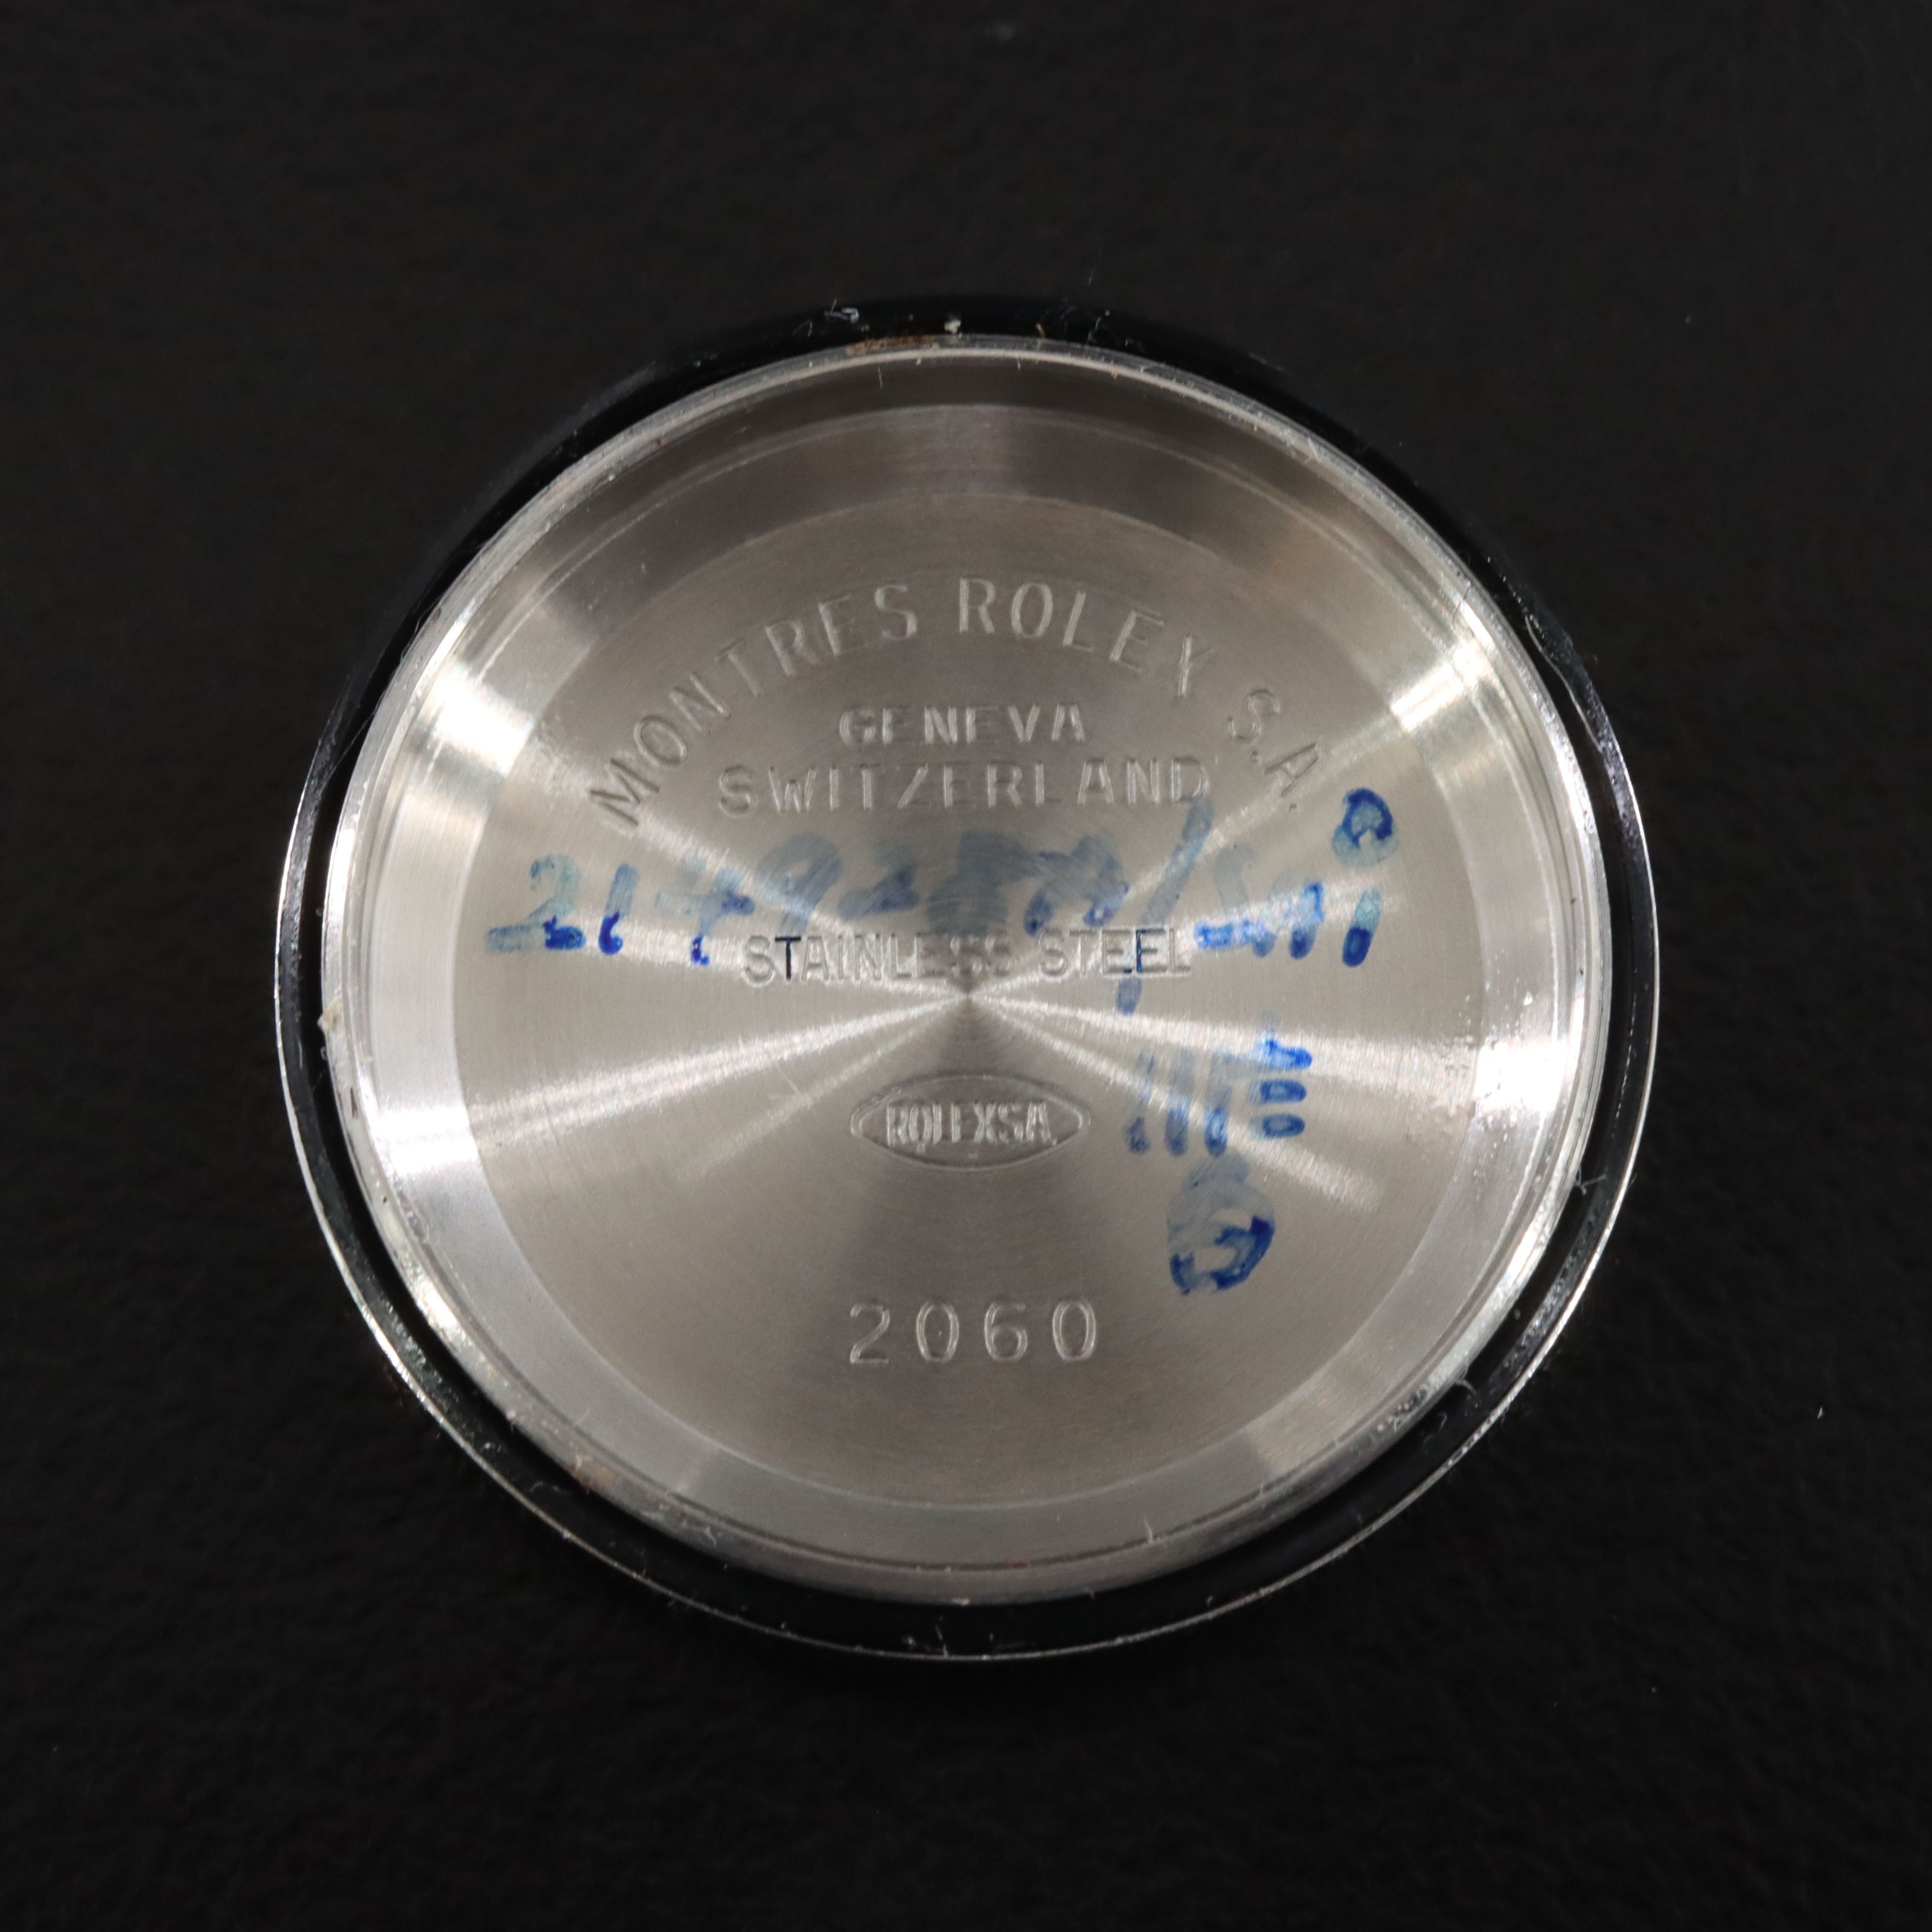 MONTRES ROLEX S.A.
GENEVA
SWITZERLAND
STAINLESS STEEL
ROLEXSA
2060